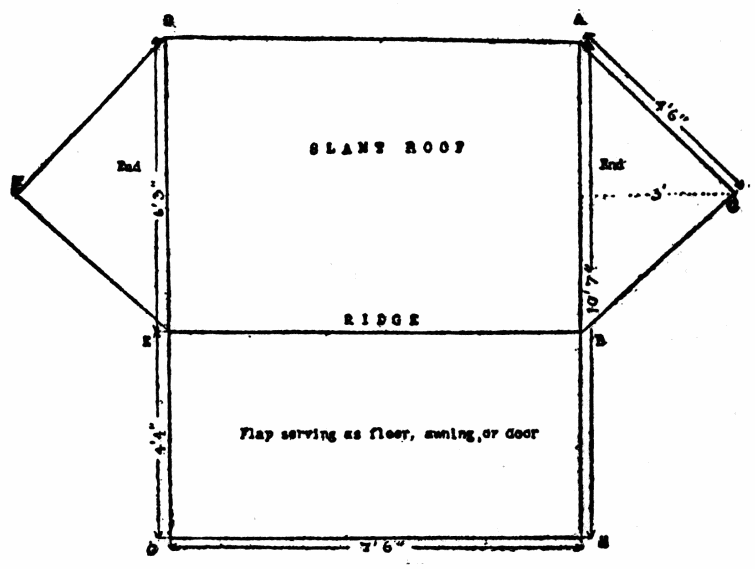 A
7'6"
SLANT ROOF
End
End
6'3"
3'
10'7"
RIDGE
B
4'4"
Flap serving as floor, awning, or door
7'6"